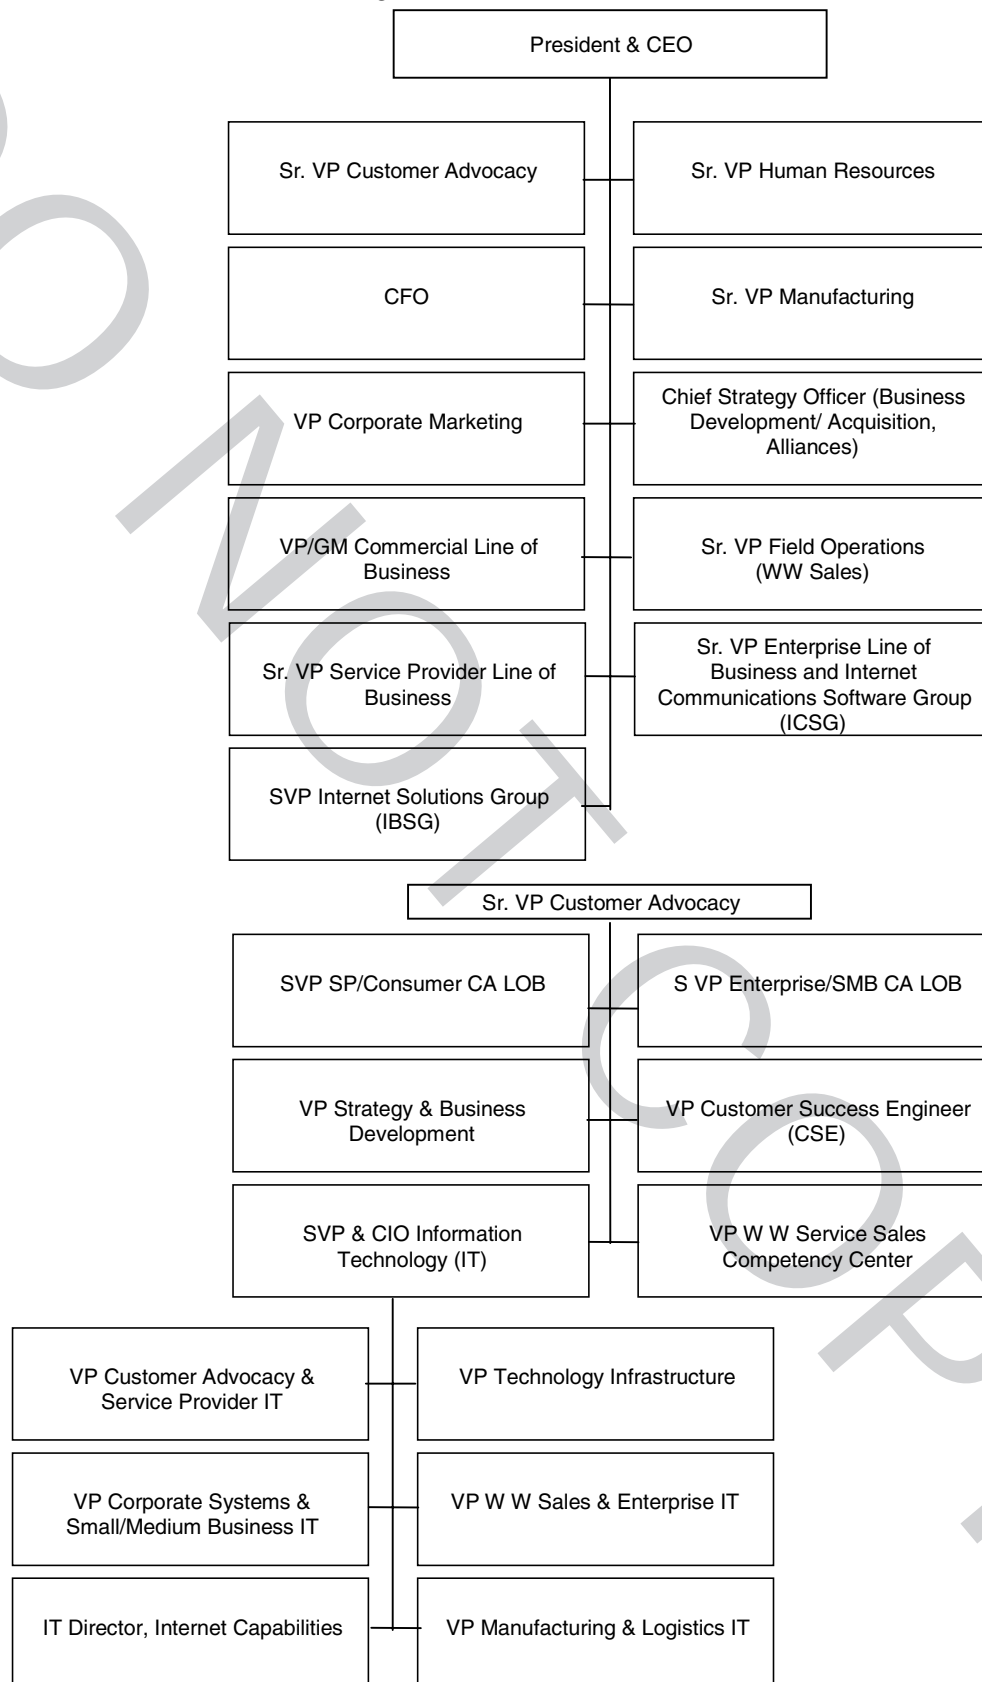 President & CEO
Sr. VP Customer Advocacy
Sr. VP Human Resources
CFO
Sr. VP Manufacturing
VP Corporate Marketing
Chief Strategy Officer (Business
Development/ Acquisition,
Alliances)
VP/GM Commercial Line of
Business
Sr. VP Field Operations
(WW Sales)
Sr. VP Service Provider Line of
Business
Sr. VP Enterprise Line of
Business and Internet
Communications Software Group
(ICSG)
SVP Internet Solutions Group
(IBSG)
Sr. VP Customer Advocacy
SVP SP/Consumer CA LOB
S VP Enterprise/SMB CA LOB
VP Strategy & Business
Development
VP Customer Success Engineer
(CSE)
SVP & CIO Information
Technology (IT)
VP W W Service Sales
Competency Center
VP Customer Advocacy &
Service Provider IT
VP Technology Infrastructure
VP Corporate Systems &
Small/Medium Business IT
VP W W Sales & Enterprise IT
IT Director, Internet Capabilities
VP Manufacturing & Logistics IT
O NOT COP